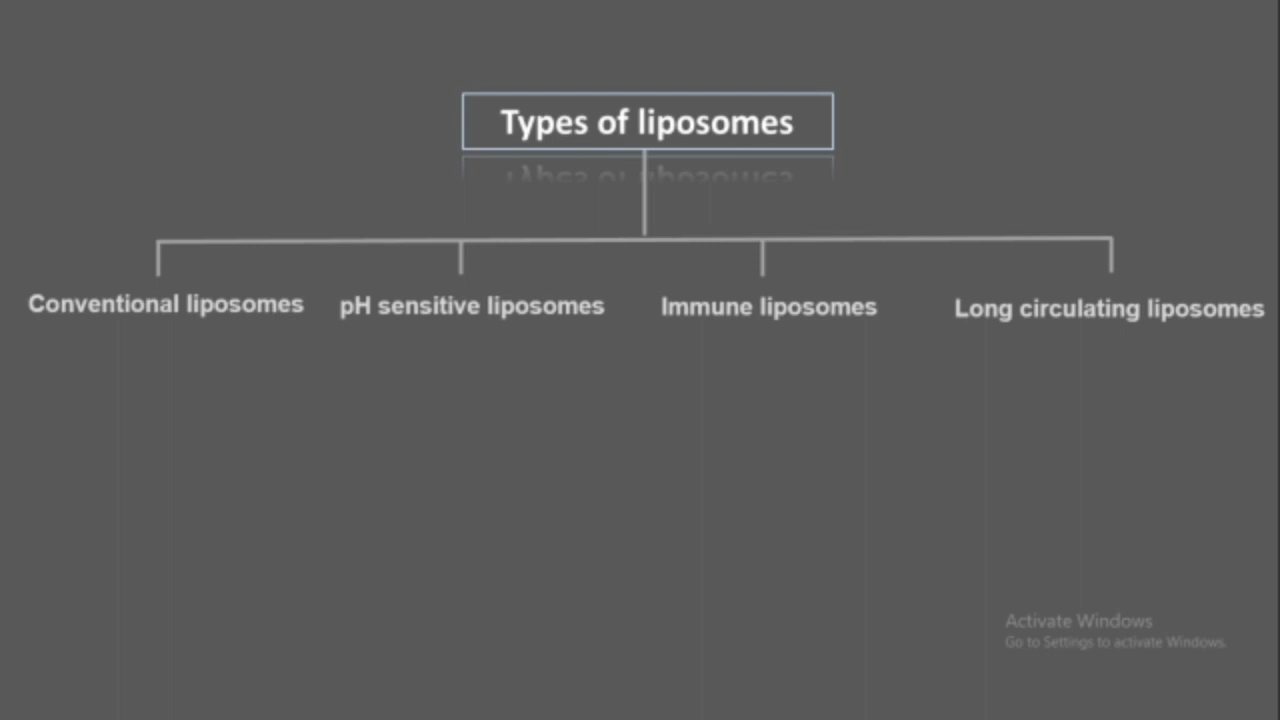 Types of liposomes
Conventional liposomes
pH sensitive liposomes
Immune liposomes
Long circulating liposomes
Activate Windows
Go to Settings to activate Windows.